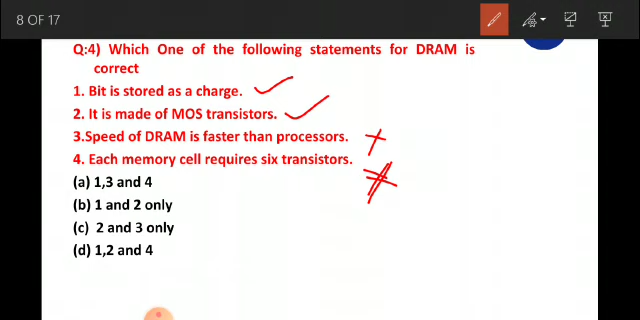 8 OF 17
Q:4) Which One of the following statements for DRAM is
correct
1. Bit is stored as a charge.
2. It is made of MOS transistors.
3.Speed of DRAM is faster than processors.
4. Each memory cell requires six transistors.
(a) 1,3 and 4
(b) 1 and 2 only
(c) 2 and 3 only
(d) 1,2 and 4